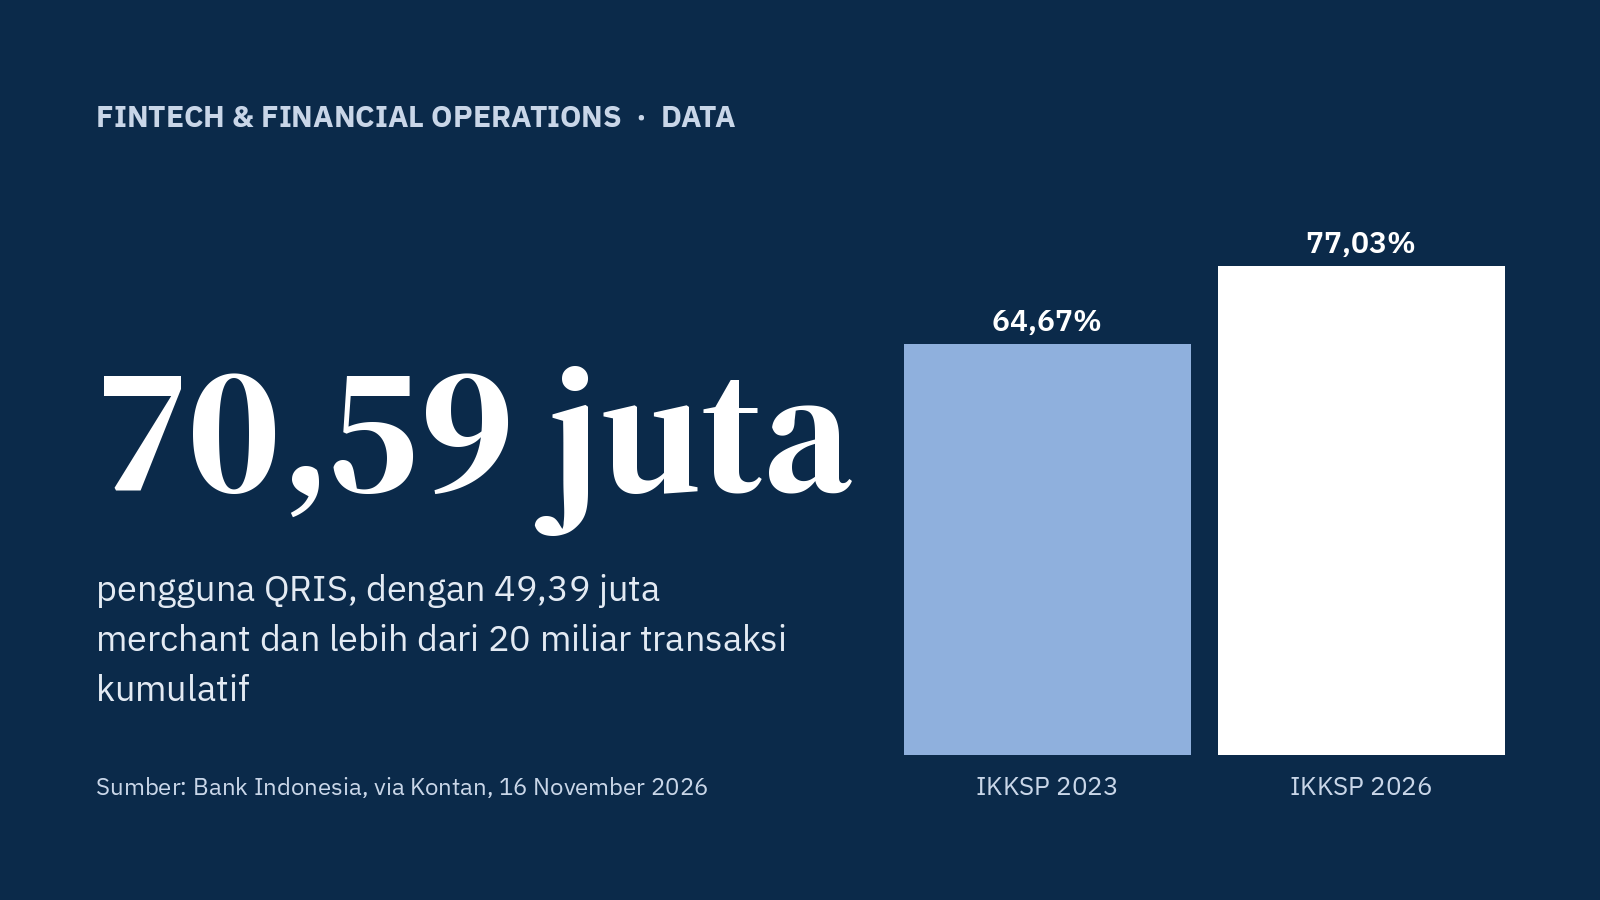 FINTECH & FINANCIAL OPERATIONS · DATA
70,59 juta
pengguna QRIS, dengan 49,39 juta
merchant dan lebih dari 20 miliar transaksi
kumulatif
Sumber: Bank Indonesia, via Kontan, 16 November 2026
64,67%
77,03%
IKKSP 2023
IKKSP 2026